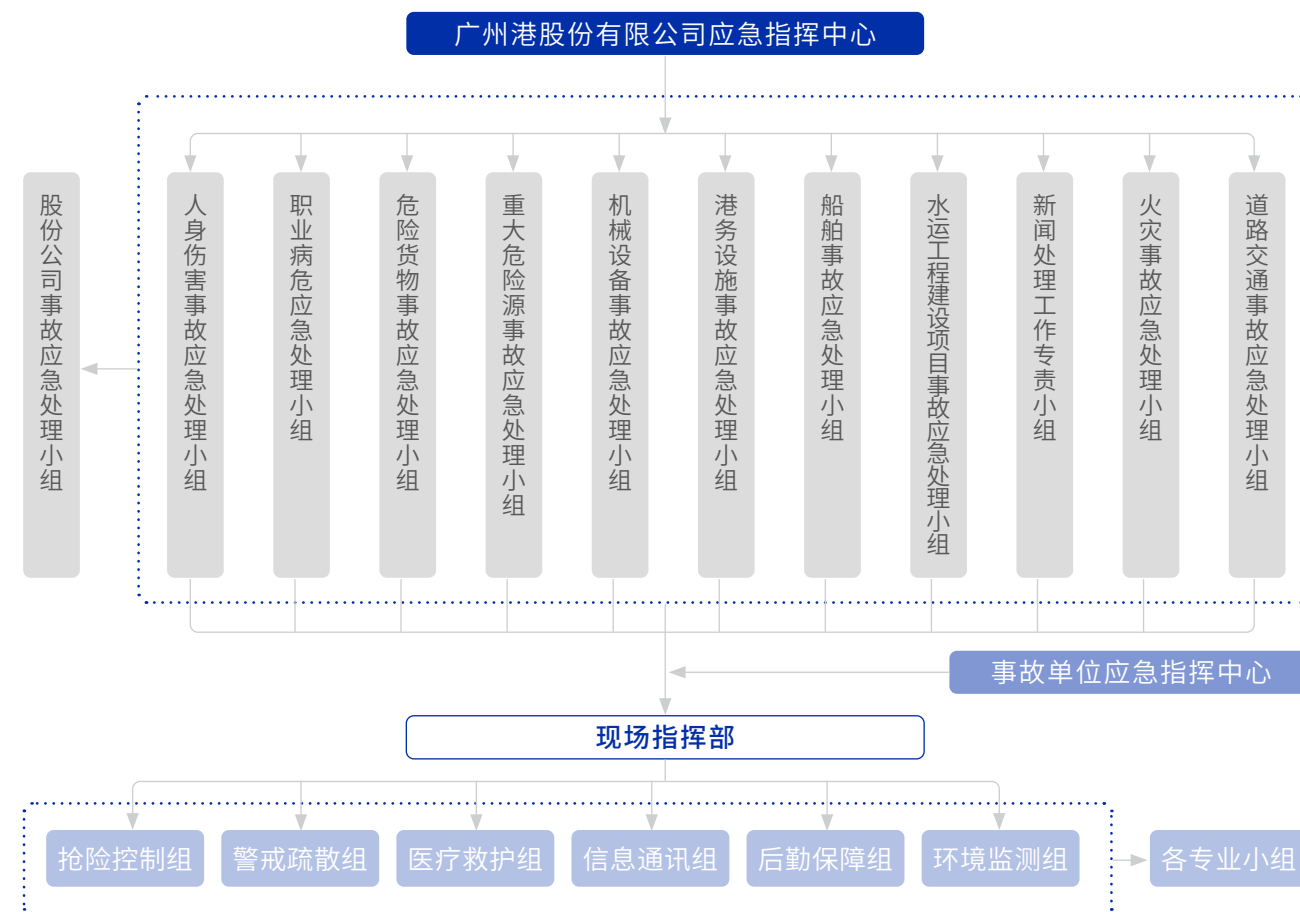 广州港股份有限公司应急指挥中心
股份公司事故应急处理小组
人身伤害事故应急处理小组
职业病危应急处理小组
危险货物事故应急处理小组
重大危险源事故应急处理小组
机械设备事故应急处理小组
港务设施事故应急处理小组
船舶事故应急处理小组
水运工程建设项目事故应急处理小组
新闻处理工作专责小组
火灾事故应急处理小组
道路交通事故应急处理小组
事故单位应急指挥中心
现场指挥部
抢险控制组
警戒疏散组
医疗救护组
信息通讯组
后勤保障组
环境监测组
各专业小组